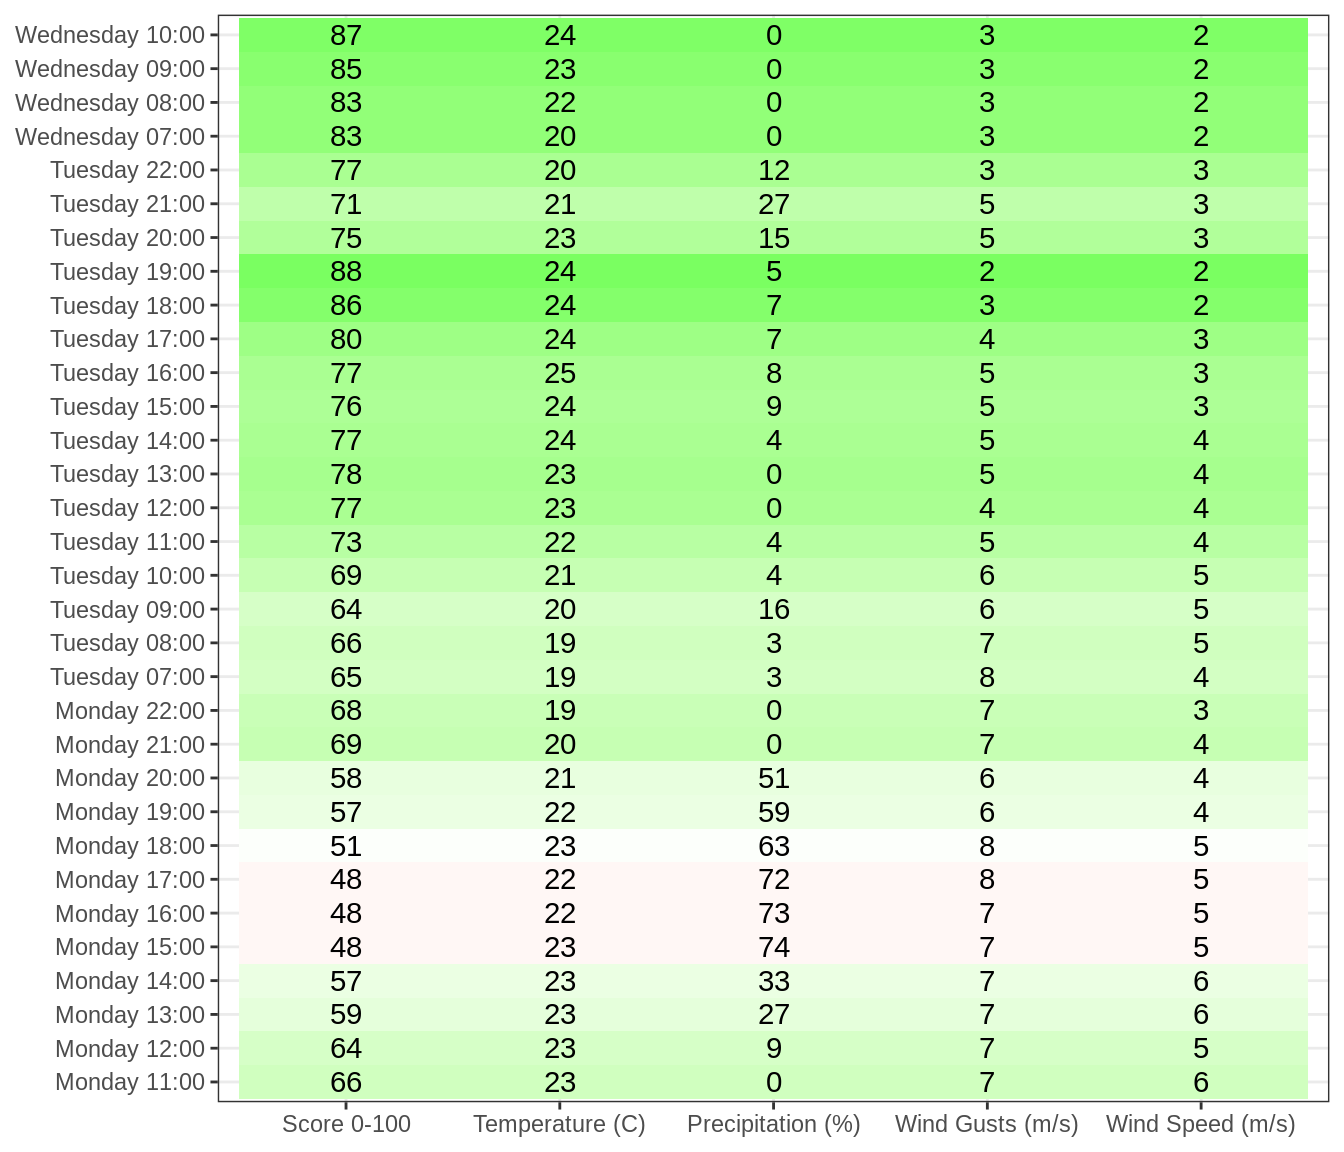 Wednesday 10:00 87 24 0 3 2
Wednesday 09:00 85 23 0 3 2
Wednesday 08:00 83 22 0 3 2
Wednesday 07:00 83 20 0 3 2
Tuesday 22:00 77 20 12 3 3
Tuesday 21:00 71 21 27 5 3
Tuesday 20:00 75 23 15 5 3
Tuesday 19:00 88 24 5 2 2
Tuesday 18:00 86 24 7 3 2
Tuesday 17:00 80 24 7 4 3
Tuesday 16:00 77 25 8 5 3
Tuesday 15:00 76 24 9 5 3
Tuesday 14:00 77 24 4 5 4
Tuesday 13:00 78 23 0 5 4
Tuesday 12:00 77 23 0 4 4
Tuesday 11:00 73 22 4 5 4
Tuesday 10:00 69 21 4 6 5
Tuesday 09:00 64 20 16 6 5
Tuesday 08:00 66 19 3 7 5
Tuesday 07:00 65 19 3 8 4
Monday 22:00 68 19 0 7 3
Monday 21:00 69 20 0 7 4
Monday 20:00 58 21 51 6 4
Monday 19:00 57 22 59 6 4
Monday 18:00 51 23 63 8 5
Monday 17:00 48 22 72 8 5
Monday 16:00 48 22 73 7 5
Monday 15:00 48 23 74 7 5
Monday 14:00 57 23 33 7 6
Monday 13:00 59 23 27 7 6
Monday 12:00 64 23 9 7 5
Monday 11:00 66 23 0 7 6
Score 0-100 Temperature (C) Precipitation (%) Wind Gusts (m/s) Wind Speed (m/s)